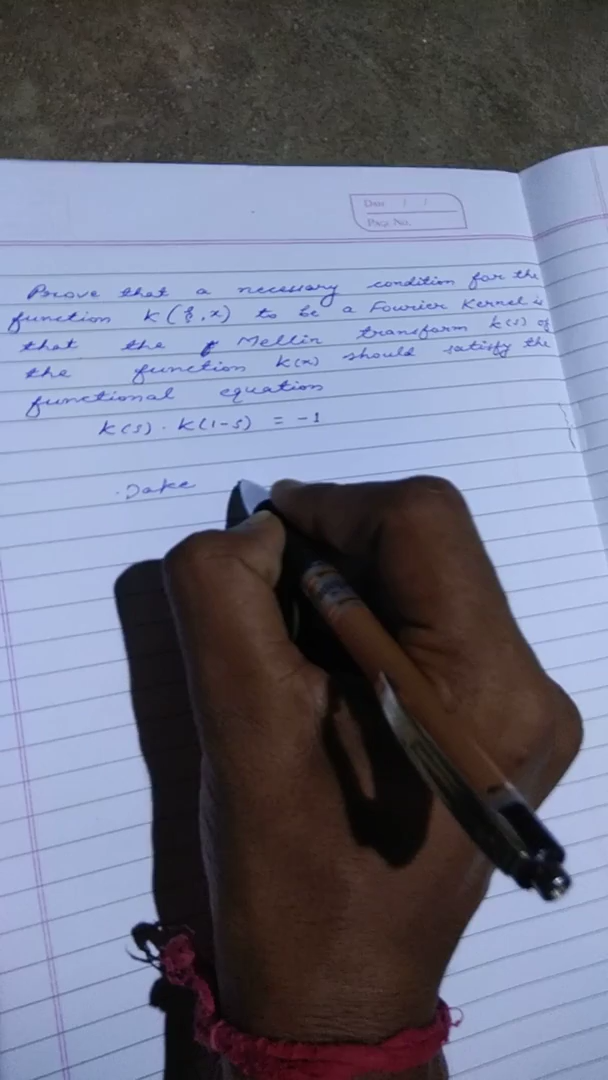 Date / /
Page No.
Prove that a necessary condition for the
function K(ξ,x) to be a Fourier Kernel is
that the Mellin transform k(s) of
the function K(x) should satisfy the
functional equation
K(s) . K(1-s) = -1
.Take